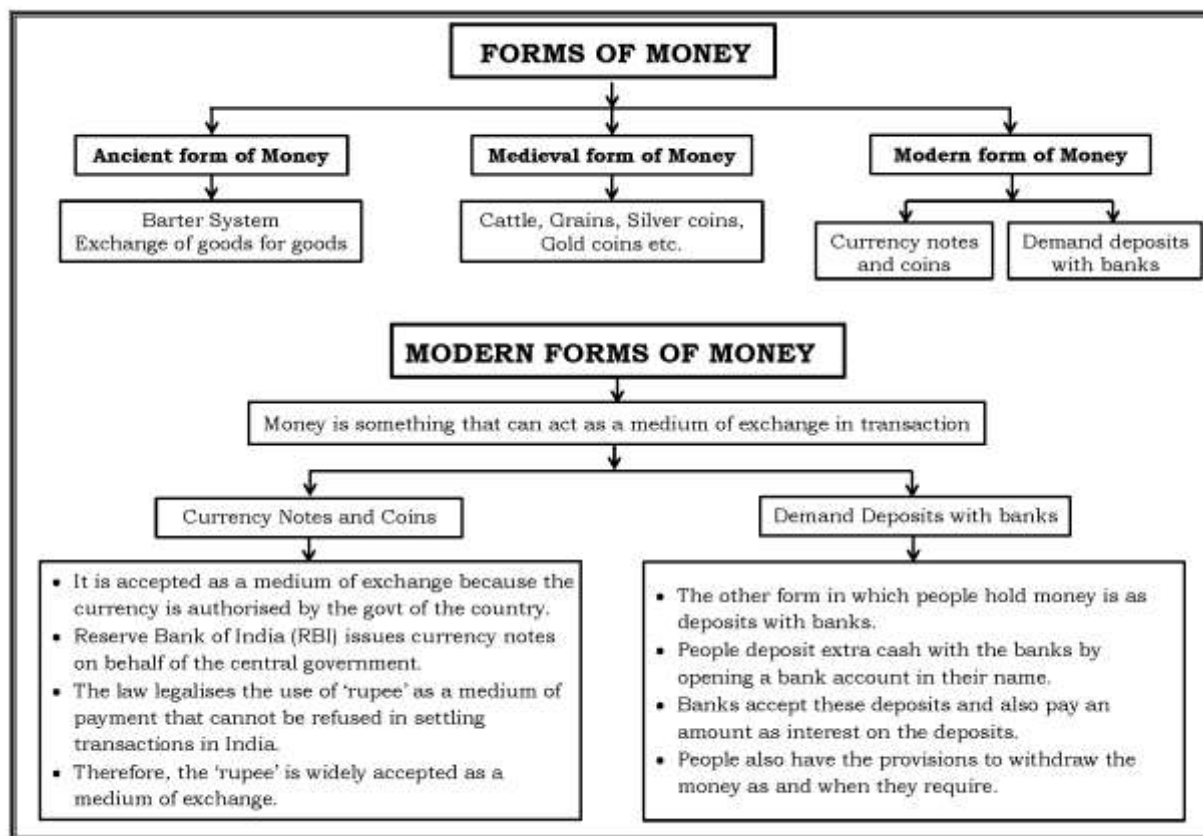 FORMS OF MONEY
Ancient form of Money
Medieval form of Money
Modern form of Money
Barter System
Exchange of goods for goods
Cattle, Grains, Silver coins,
Gold coins etc.
Currency notes
and coins
Demand deposits
with banks
MODERN FORMS OF MONEY
Money is something that can act as a medium of exchange in transaction
Currency Notes and Coins
Demand Deposits with banks
• It is accepted as a medium of exchange because the
currency is authorised by the govt of the country.
• Reserve Bank of India (RBI) issues currency notes
on behalf of the central government.
• The law legalises the use of ‘rupee’ as a medium of
payment that cannot be refused in settling
transactions in India.
• Therefore, the ‘rupee’ is widely accepted as a
medium of exchange.
• The other form in which people hold money is as
deposits with banks.
• People deposit extra cash with the banks by
opening a bank account in their name.
• Banks accept these deposits and also pay an
amount as interest on the deposits.
• People also have the provisions to withdraw the
money as and when they require.